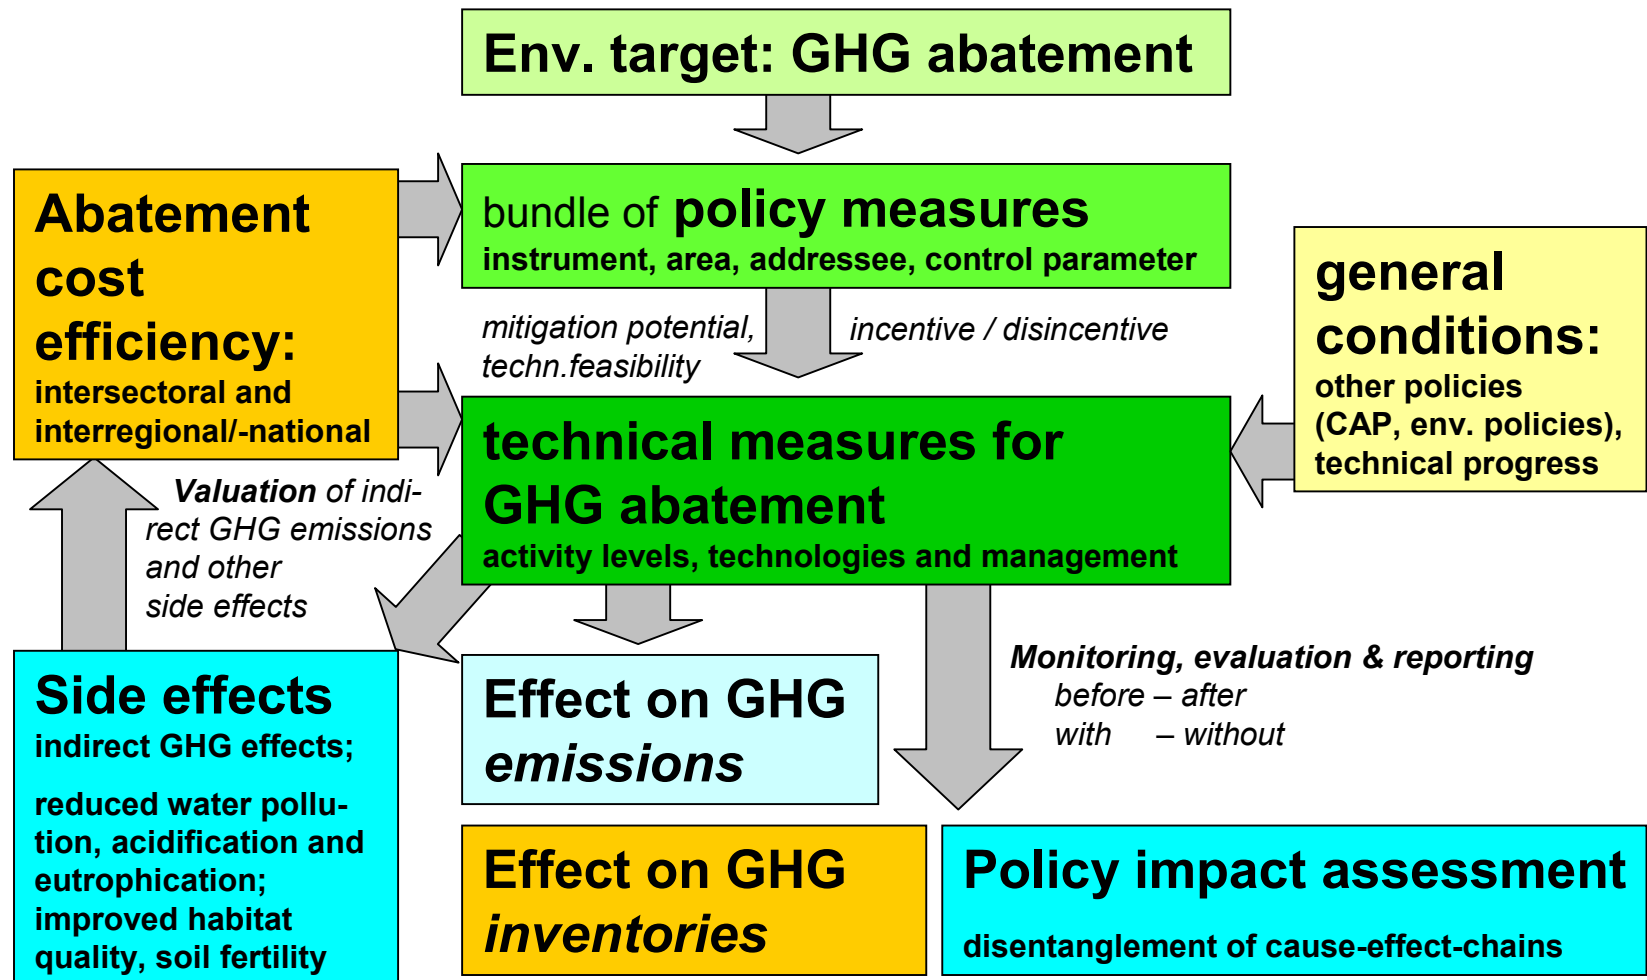 Env. target: GHG abatement
Abatement
cost
efficiency:
intersectoral and
interregional/-national
bundle of policy measures
instrument, area, addressee, control parameter
mitigation potential,
techn.feasibility
incentive / disincentive
general
conditions:
other policies
(CAP, env. policies),
technical progress
technical measures for
GHG abatement
activity levels, technologies and management
Valuation of indi-
rect GHG emissions
and other
side effects
Side effects
indirect GHG effects;
reduced water pollu-
tion, acidification and
eutrophication;
improved habitat
quality, soil fertility
Effect on GHG
emissions
Monitoring, evaluation & reporting
before – after
with – without
Effect on GHG
inventories
Policy impact assessment
disentanglement of cause-effect-chains